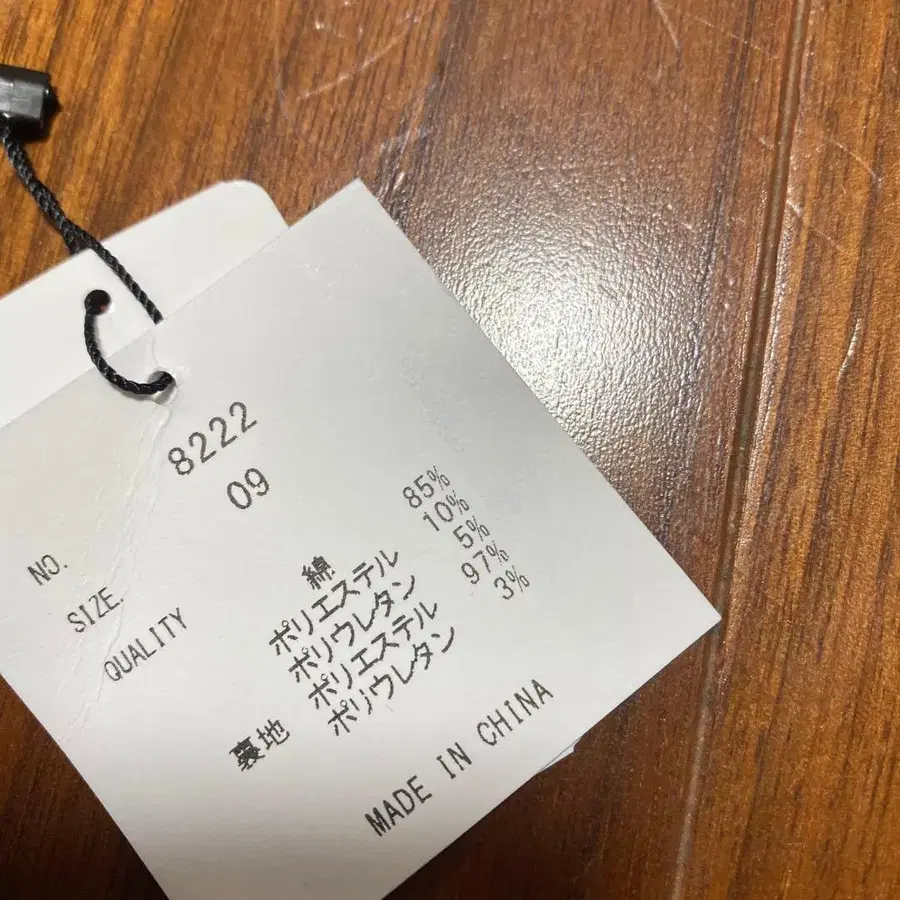 NO. 8222
SIZE. 09
QUALITY 綿 85%
ポリエステル 10%
ポリウレタン 5%
裏地 ポリエステル 97%
ポリウレタン 3%
MADE IN CHINA